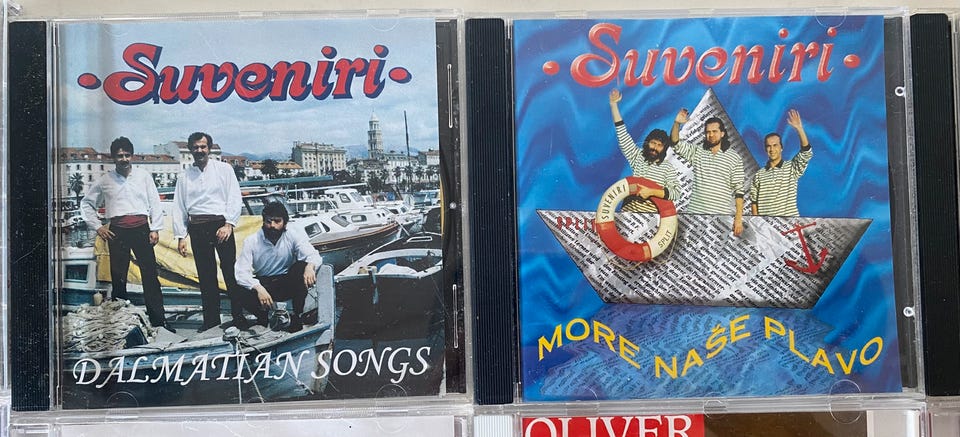 •Suveniri•
DALMATIAN SONGS
•Suveniri•
SUVENIRI
SPLIT
MORE NAŠE PLAVO
OLIVER